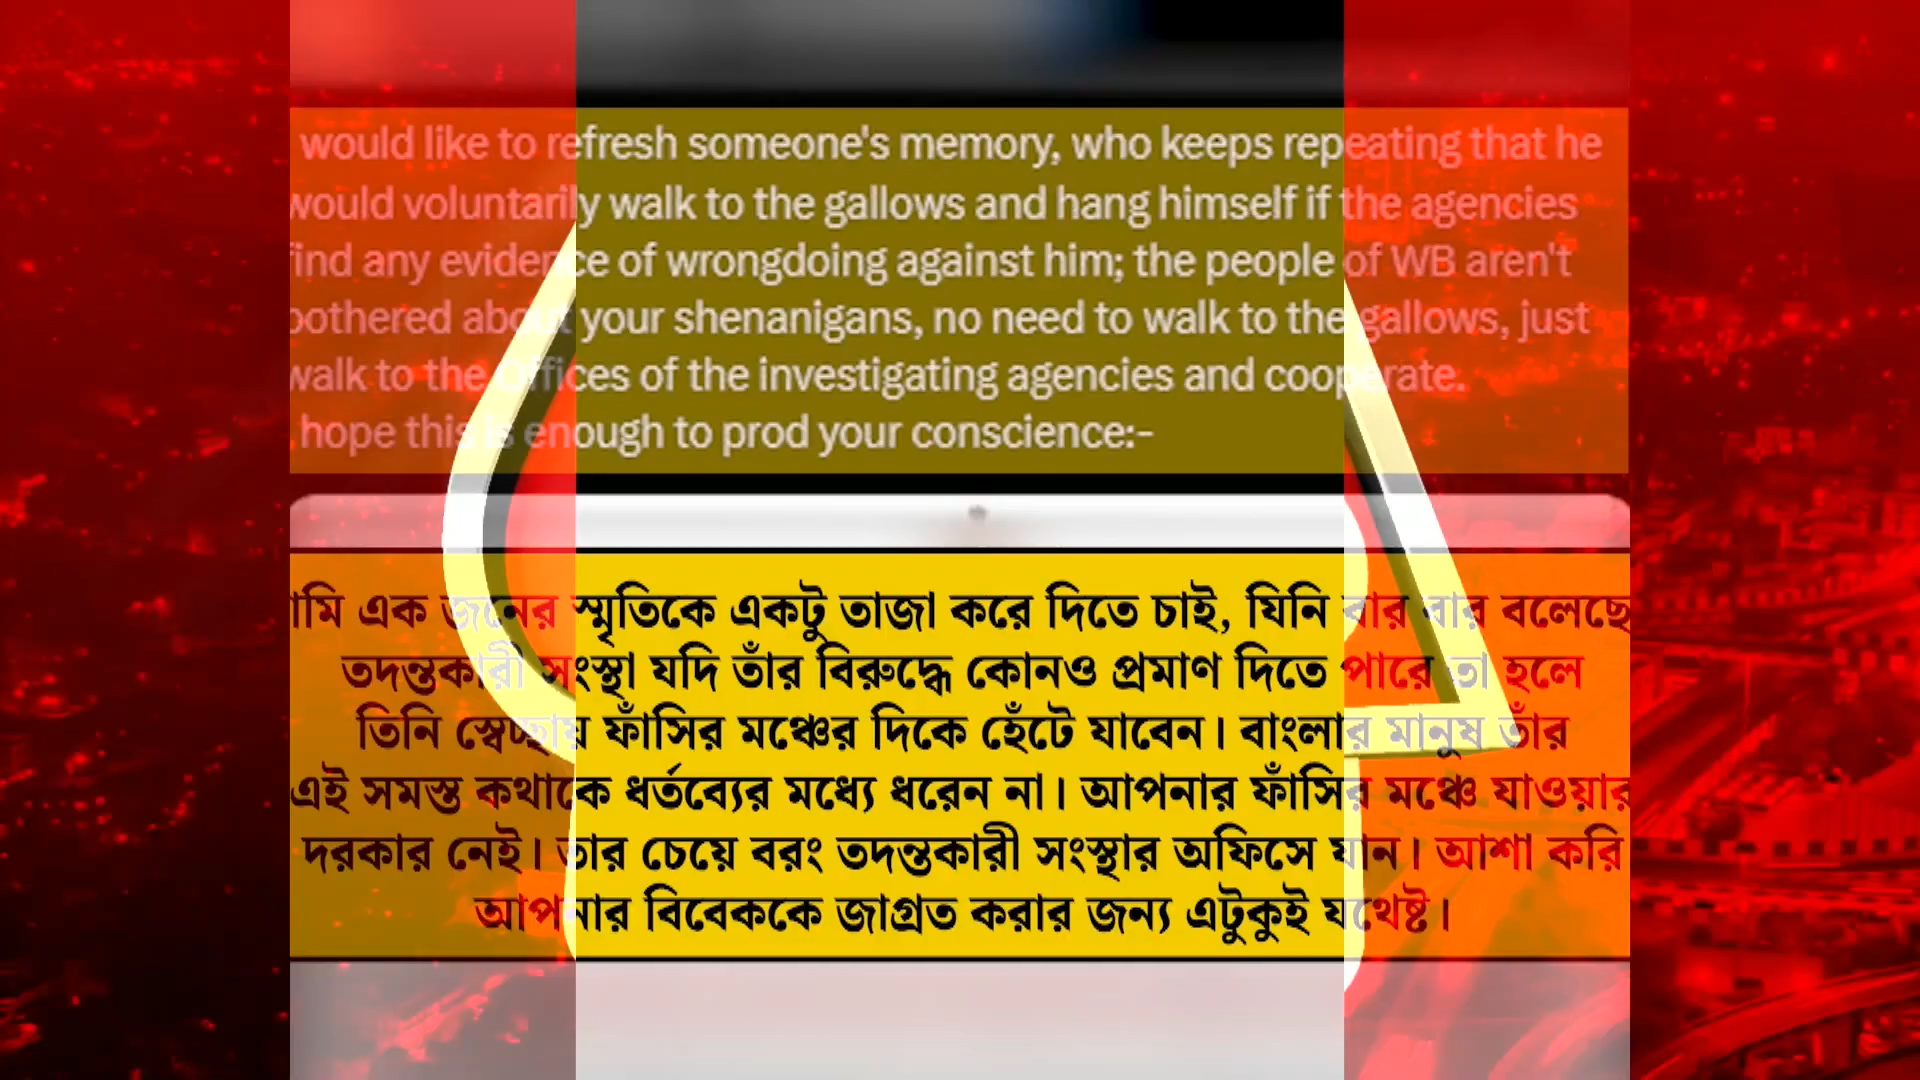 would like to refresh someone's memory, who keeps repeating that he
would voluntarily walk to the gallows and hang himself if the agencies
find any evidence of wrongdoing against him; the people of WB aren't
bothered about your shenanigans, no need to walk to the gallows, just
walk to the Offices of the investigating agencies and cooperate.
hope this is enough to prod your conscience:-
মি এক জনের স্মৃতিকে একটু তাজা করে দিতে চাই, যিনি বার বার বলেছে
তদন্তকারী সংস্থা যদি তাঁর বিরুদ্ধে কোনও প্রমাণ দিতে পারে তা হলে
তিনি স্বেচ্ছায় ফাঁসির মঞ্চের দিকে হেঁটে যাবেন। বাংলার মানুষ তাঁর
এই সমস্ত কথাকে ধর্তব্যের মধ্যে ধরেন না। আপনার ফাঁসির মঞ্চে যাওয়ার
দরকার নেই। তার চেয়ে বরং তদন্তকারী সংস্থার অফিসে যান। আশা করি
আপনার বিবেককে জাগ্রত করার জন্য এটুকুই যথেষ্ট।